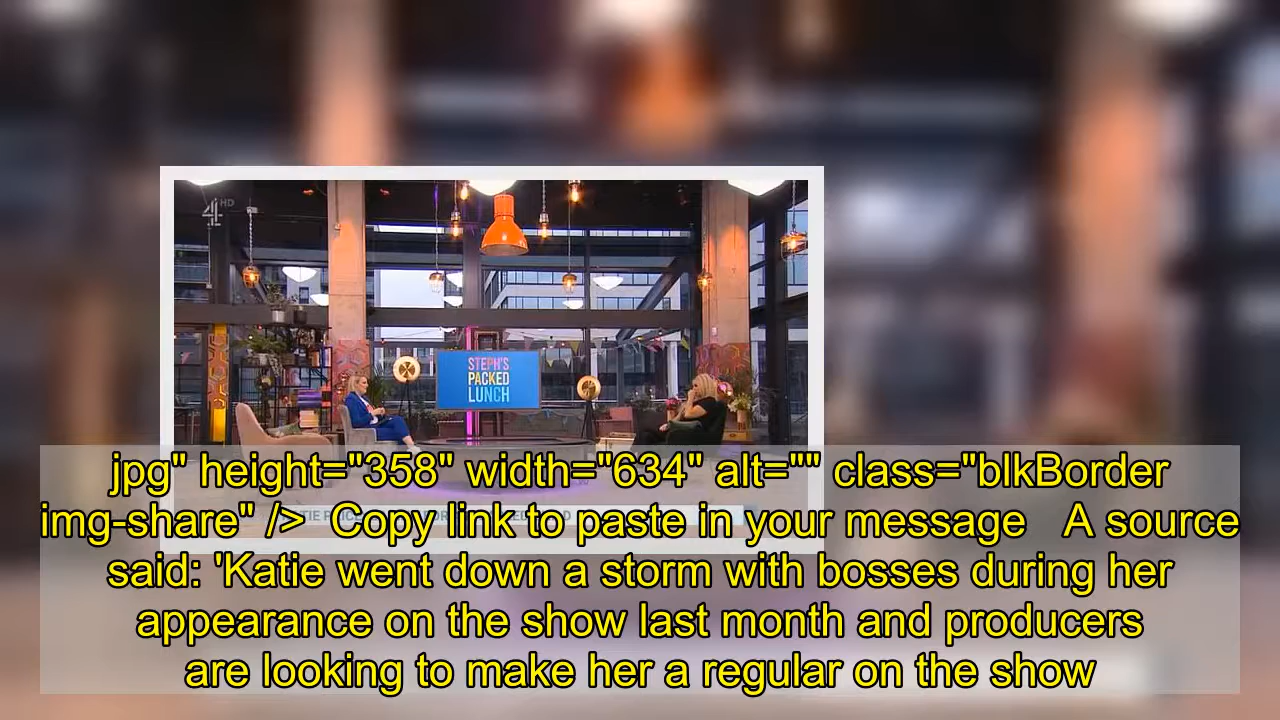 4 HD
STEPH'S
PACKED
LUNCH
jpg" height="358" width="634" alt="" class="blkBorder
img-share" />   Copy link to paste in your message   A source
said: 'Katie went down a storm with bosses during her
appearance on the show last month and producers
are looking to make her a regular on the show